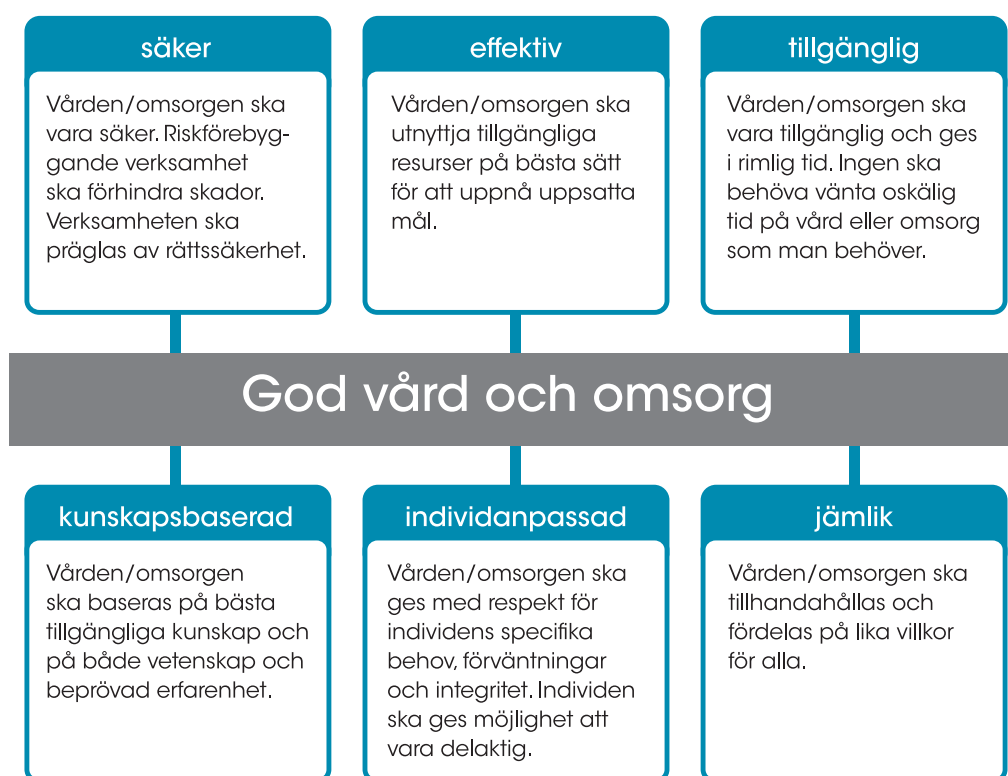 säker
Vården/omsorgen ska
vara säker. Riskförebyg-
gande verksamhet
ska förhindra skador.
Verksamheten ska
präglas av rättssäkerhet.
effektiv
Vården/omsorgen ska
utnyttja tillgängliga
resurser på bästa sätt
för att uppnå uppsatta
mål.
tillgänglig
Vården/omsorgen ska
vara tillgänglig och ges
i rimlig tid. Ingen ska
behöva vänta oskälig
tid på vård eller omsorg
som man behöver.
God vård och omsorg
kunskapsbaserad
Vården/omsorgen
ska baseras på bästa
tillgängliga kunskap och
på både vetenskap och
beprövad erfarenhet.
individanpassad
Vården/omsorgen ska
ges med respekt för
individens specifika
behov, förväntningar
och integritet. Individen
ska ges möjlighet att
vara delaktig.
jämlik
Vården/omsorgen ska
tillhandahållas och
fördelas på lika villkor
för alla.